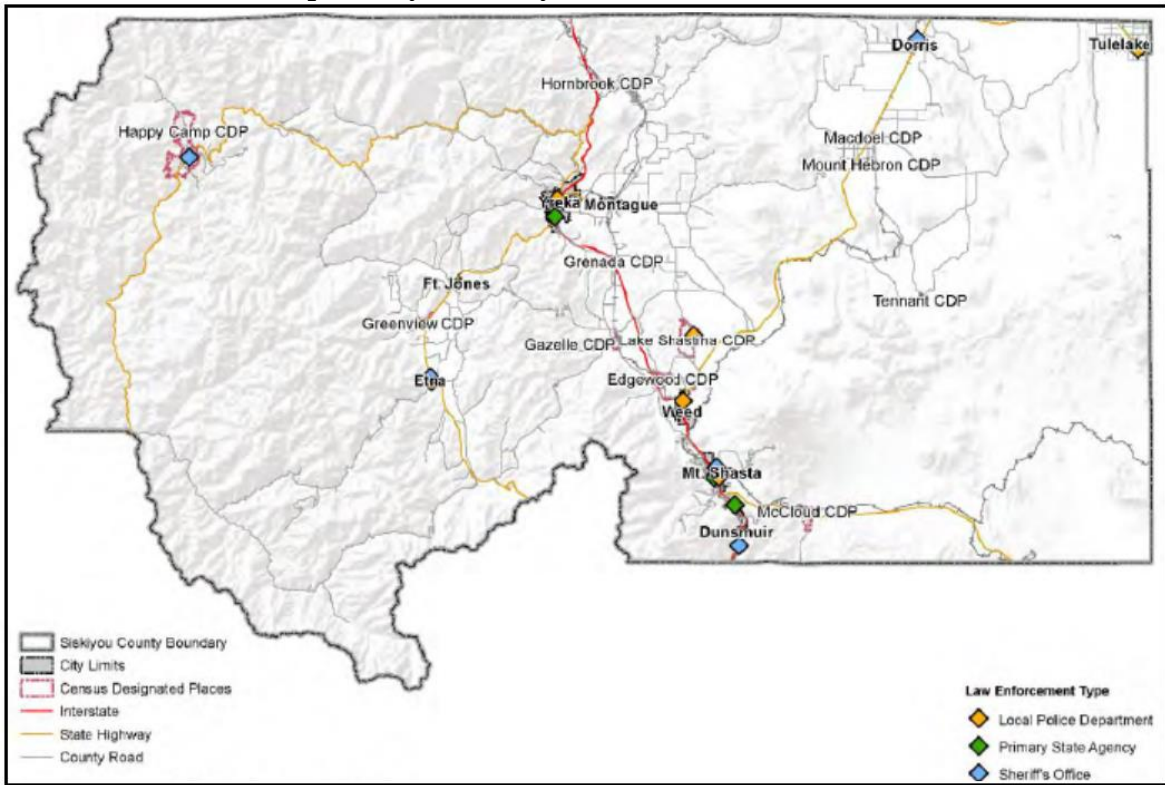 Dorris
Tulelake
Hornbrook CDP
Happy Camp CDP
Macdoel CDP
Mount Hebron CDP
Yreka
Montague
Grenada CDP
Ft. Jones
Tennant CDP
Greenview CDP
Gazelle CDP
Lake Shastina CDP
Etna
Edgewood CDP
Weed
Mt. Shasta
McCloud CDP
Dunsmuir
Siskiyou County Boundary
City Limits
Census Designated Places
Interstate
State Highway
County Road
Law Enforcement Type
Local Police Department
Primary State Agency
Sheriff's Office